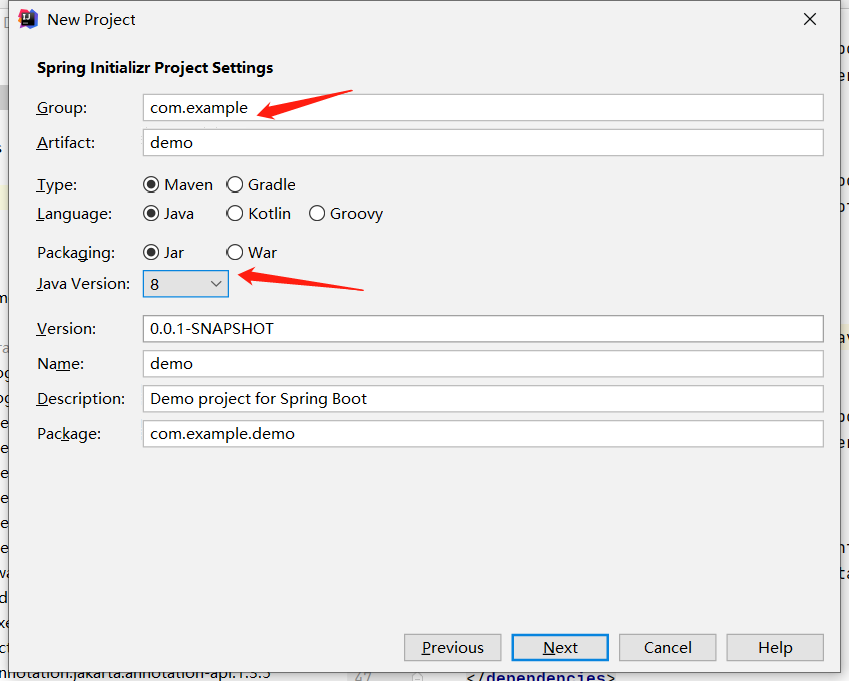 New Project
Spring Initializr Project Settings
Group: com.example
Artifact: demo
Type: Maven Gradle
Language: Java Kotlin Groovy
Packaging: Jar War
Java Version: 8
Version: 0.0.1-SNAPSHOT
Name: demo
Description: Demo project for Spring Boot
Package: com.example.demo
Previous Next Cancel Help
nnotation:jakarta.annotation-api:1.3.5 47 </dependencies>